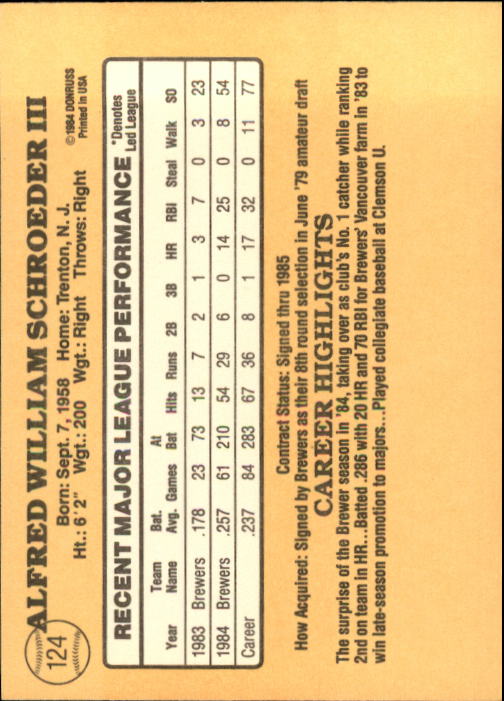 124
ALFRED WILLIAM SCHROEDER III
Born: Sept. 7, 1958 Home: Trenton, N. J.
Ht.: 6'2" Wgt.: 200 Wgt.: Right Throws: Right
©1984 DONRUSS
Printed in USA
RECENT MAJOR LEAGUE PERFORMANCE
*Denotes
Led League
Year Team Name Bat. Avg. Games At Bat Hits Runs 2B 3B HR RBI Steal Walk SO
1983 Brewers .178 23 73 13 7 2 1 3 7 0 3 23
1984 Brewers .257 61 210 54 29 6 0 14 25 0 8 54
Career .237 84 283 67 36 8 1 17 32 0 11 77
Contract Status: Signed thru 1985
How Acquired: Signed by Brewers as their 8th round selection in June '79 amateur draft
CAREER HIGHLIGHTS
The surprise of the Brewer season in '84, taking over as club's No. 1 catcher while ranking
2nd on team in HR...Batted .286 with 20 HR and 70 RBI for Brewers' Vancouver farm in '83 to
win late-season promotion to majors...Played collegiate baseball at Clemson U.